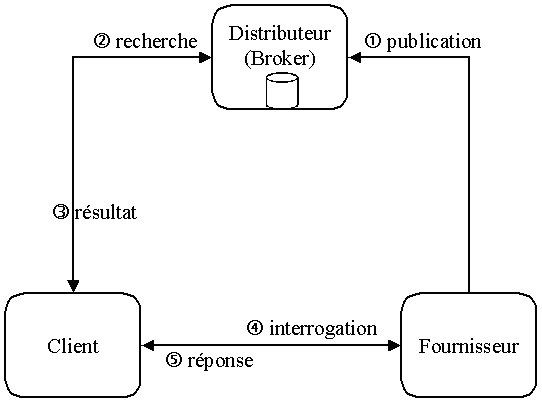 ② recherche
Distributeur
(Broker)
① publication
③ résultat
Client
④ interrogation
⑤ réponse
Fournisseur